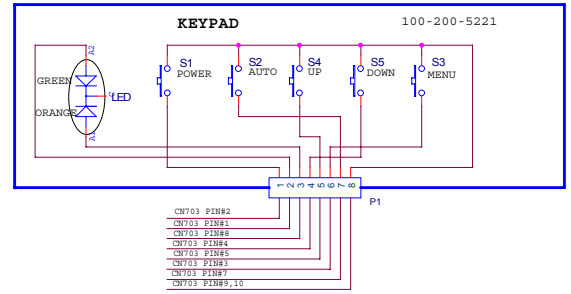 KEYPAD 100-200-5221
A2
GREEN
ORANGE
LED
A1
S1
POWER
S2
AUTO
S4
UP
S5
DOWN
S3
MENU
1 2 3 4 5 6 7 8
P1
CN703 PIN#2
CN703 PIN#1
CN703 PIN#8
CN703 PIN#4
CN703 PIN#5
CN703 PIN#3
CN703 PIN#7
CN703 PIN#9,10